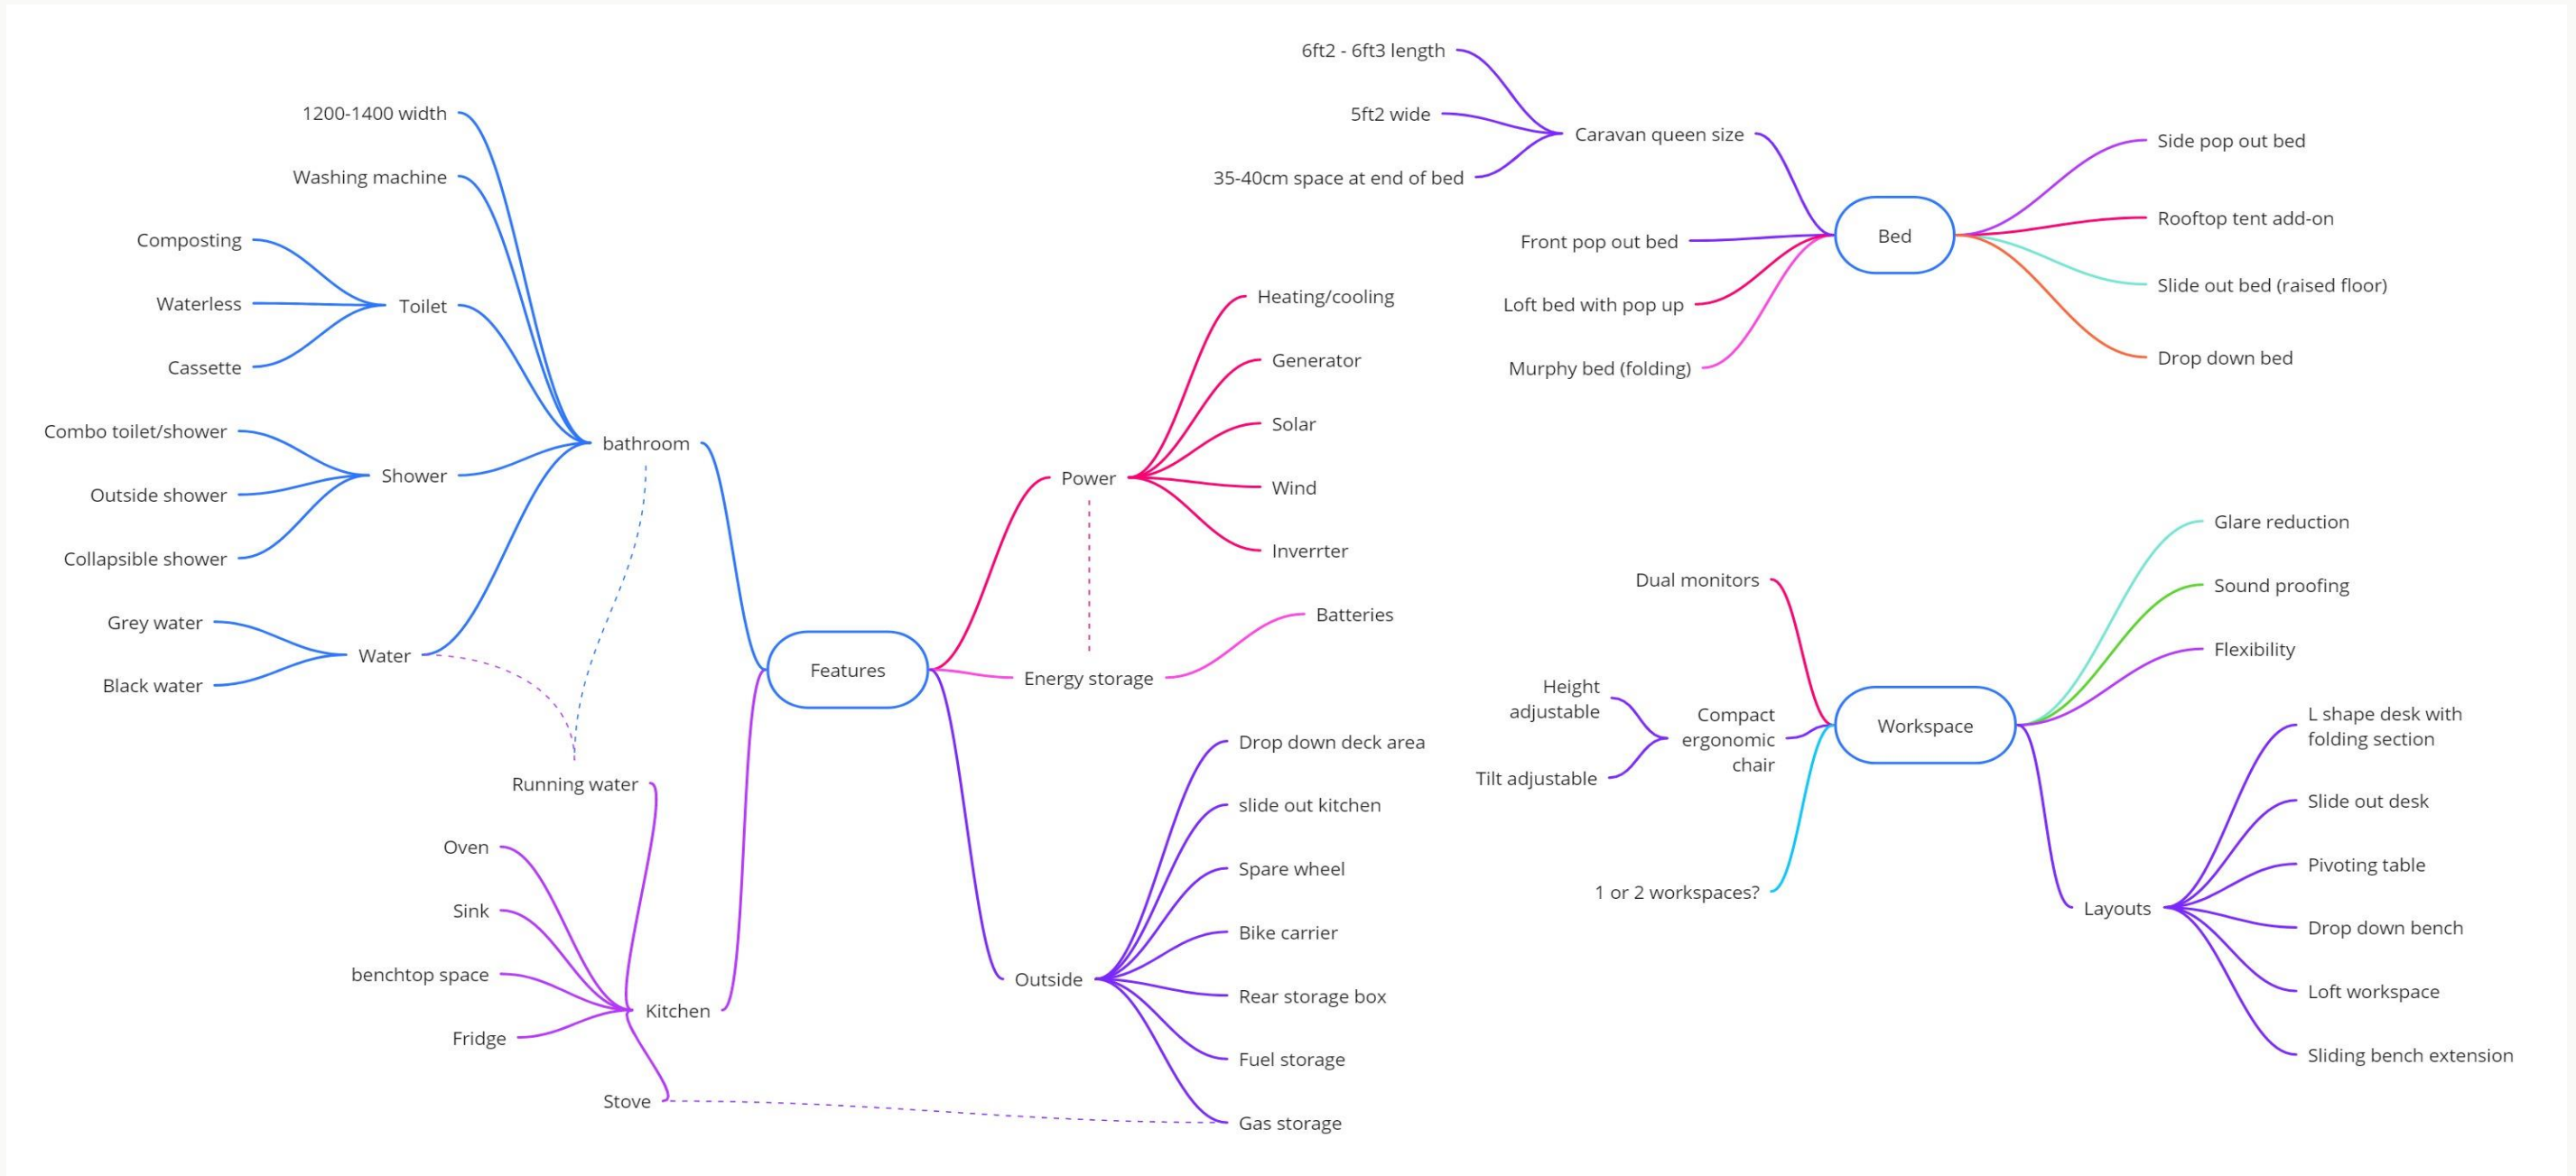 6ft2 - 6ft3 length
5ft2 wide
35-40cm space at end of bed
Caravan queen size
Front pop out bed
Loft bed with pop up
Murphy bed (folding)
Bed
Side pop out bed
Rooftop tent add-on
Slide out bed (raised floor)
Drop down bed
1200-1400 width
Washing machine
Composting
Waterless
Cassette
Toilet
Combo toilet/shower
Outside shower
Collapsible shower
Shower
Grey water
Black water
Water
bathroom
Running water
Oven
Sink
benchtop space
Fridge
Stove
Kitchen
Features
Power
Heating/cooling
Generator
Solar
Wind
Inverrter
Energy storage
Batteries
Outside
Drop down deck area
slide out kitchen
Spare wheel
Bike carrier
Rear storage box
Fuel storage
Gas storage
Dual monitors
Height
adjustable
Tilt adjustable
Compact
ergonomic
chair
1 or 2 workspaces?
Workspace
Glare reduction
Sound proofing
Flexibility
Layouts
L shape desk with
folding section
Slide out desk
Pivoting table
Drop down bench
Loft workspace
Sliding bench extension